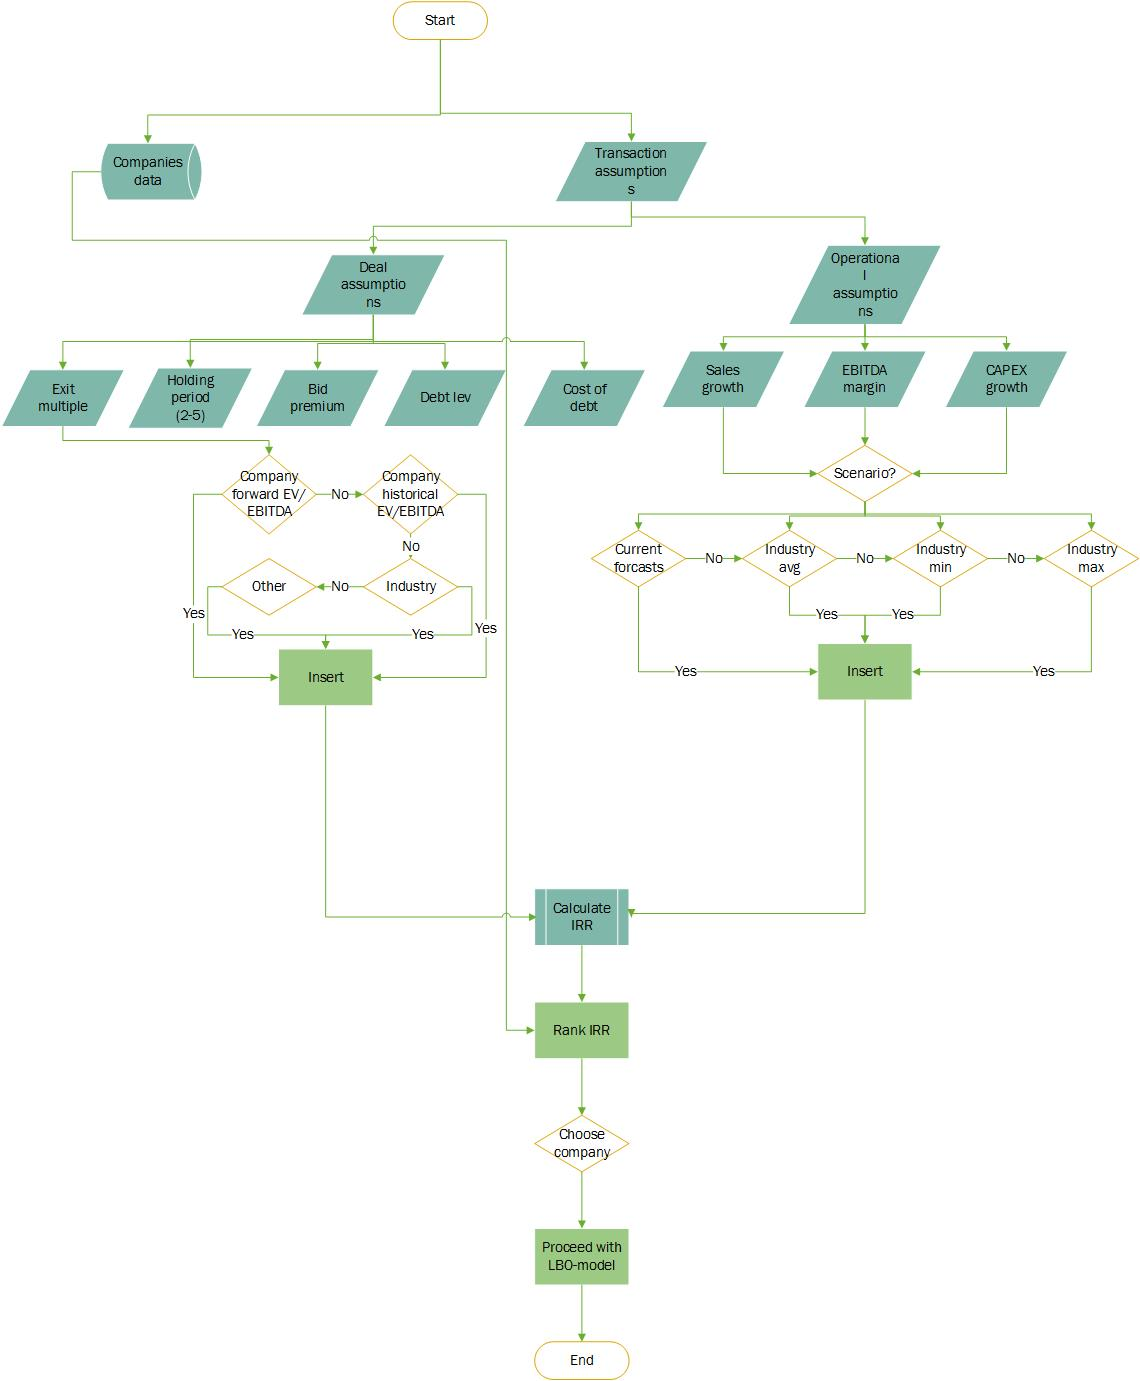 Start
Companies
data
Transaction
assumption
s
Deal
assumptio
ns
Operationa
l
assumptio
ns
Exit
multiple
Holding
period
(2-5)
Bid
premium
Debt lev
Cost of
debt
Sales
growth
EBITDA
margin
CAPEX
growth
Scenario?
Company
forward EV/
EBITDA
No
Company
historical
EV/EBITDA
No
Other
No
Industry
Yes
Yes
Yes
Yes
Insert
Current
forcasts
No
Industry
avg
No
Industry
min
No
Industry
max
Yes
Yes
Yes
Yes
Insert
Calculate
IRR
Rank IRR
Choose
company
Proceed with
LBO-model
End